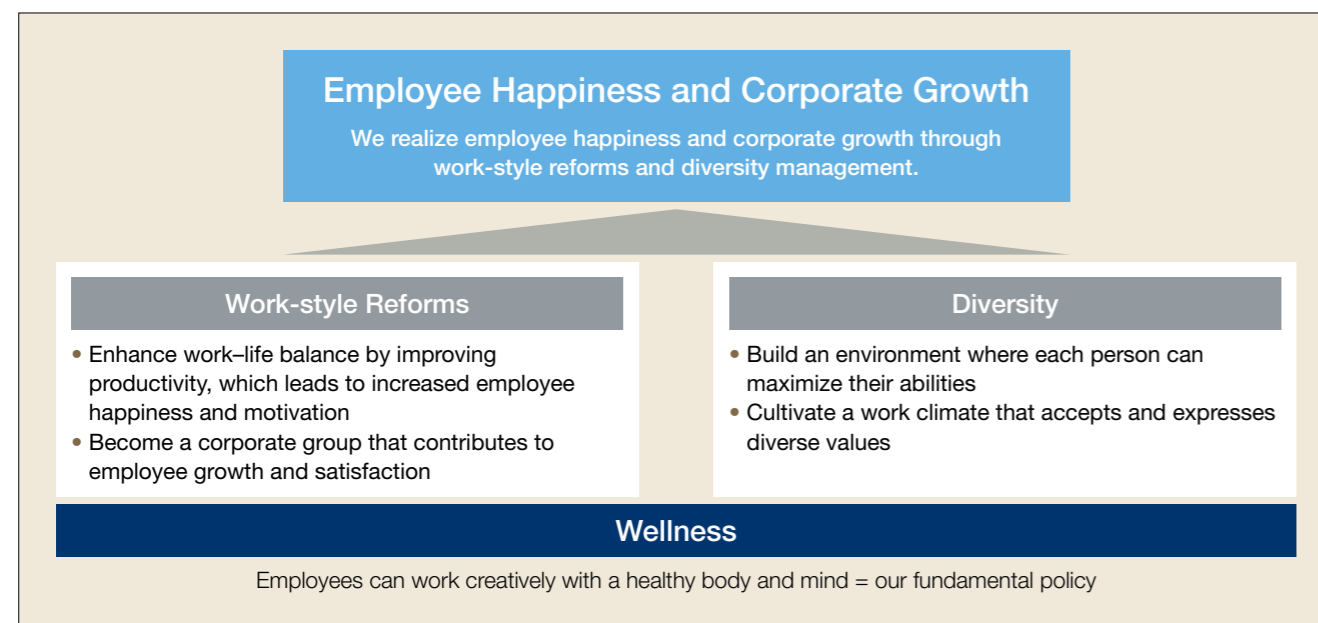 Employee Happiness and Corporate Growth
We realize employee happiness and corporate growth through
work-style reforms and diversity management.
Work-style Reforms
• Enhance work–life balance by improving
productivity, which leads to increased employee
happiness and motivation
• Become a corporate group that contributes to
employee growth and satisfaction
Diversity
• Build an environment where each person can
maximize their abilities
• Cultivate a work climate that accepts and expresses
diverse values
Wellness
Employees can work creatively with a healthy body and mind = our fundamental policy